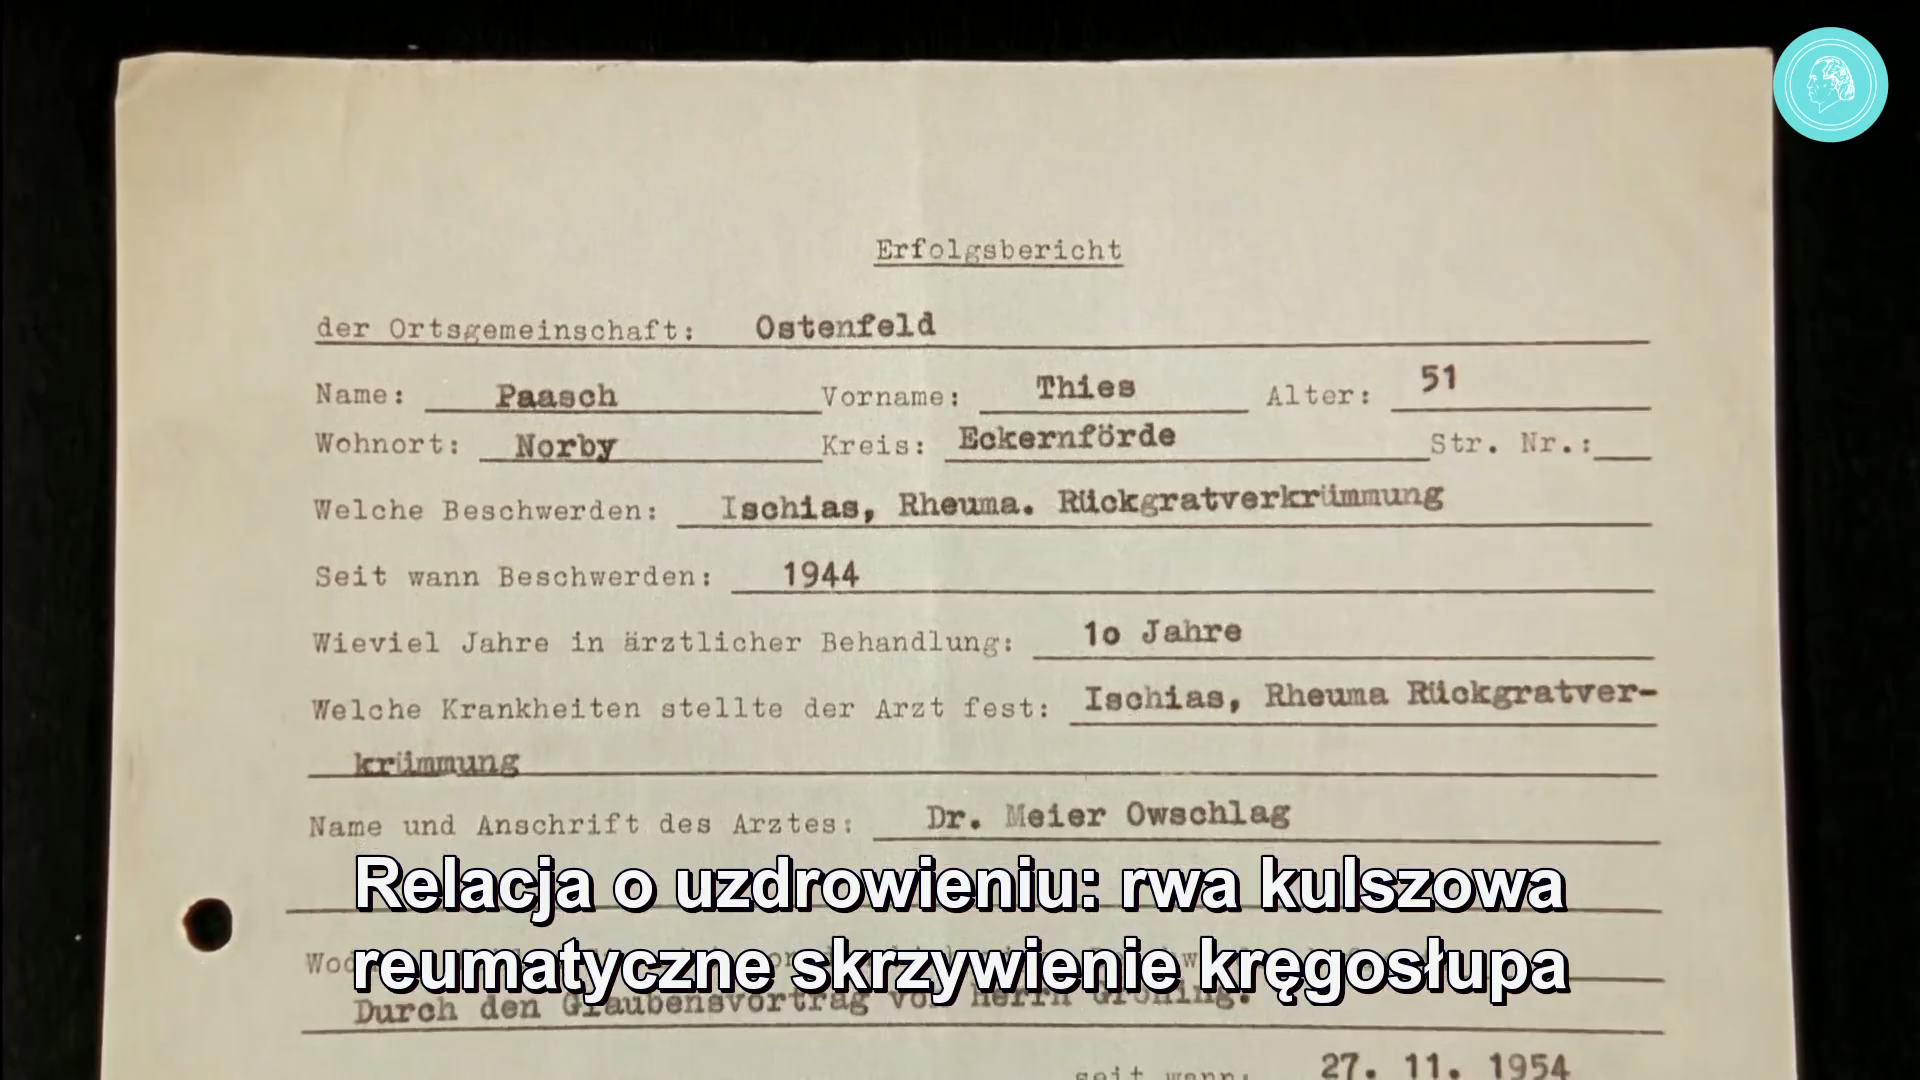 Erfolgsbericht
der Ortsgemeinschaft: Ostenfeld
Name: Paasch Vorname: Thies Alter: 51
Wohnort: Norby Kreis: Eckernförde Str. Nr.:
Welche Beschwerden: Ischias, Rheuma. Rückgratverkrümmung
Seit wann Beschwerden: 1944
Wieviel Jahre in ärztlicher Behandlung: 1o Jahre
Welche Krankheiten stellte der Arzt fest: Ischias, Rheuma Rückgratver-
krümmung
Name und Anschrift des Arztes: Dr. Meier Owschlag
Relacja o uzdrowieniu: rwa kulszowa
reumatyczne skrzywienie kręgosłupa
Durch den Glaubensvortrag von Herrn Gröning.
seit wann: 27. 11. 1954